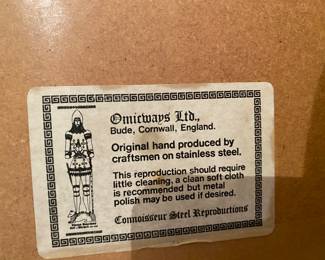 Omicways Ltd.,
Bude, Cornwall, England.
Original hand produced by
craftsmen on stainless steel.
This reproduction should require
little cleaning, a clean soft cloth
is recommended but metal
polish may be used if desired.
Connoisseur Steel Reproductions